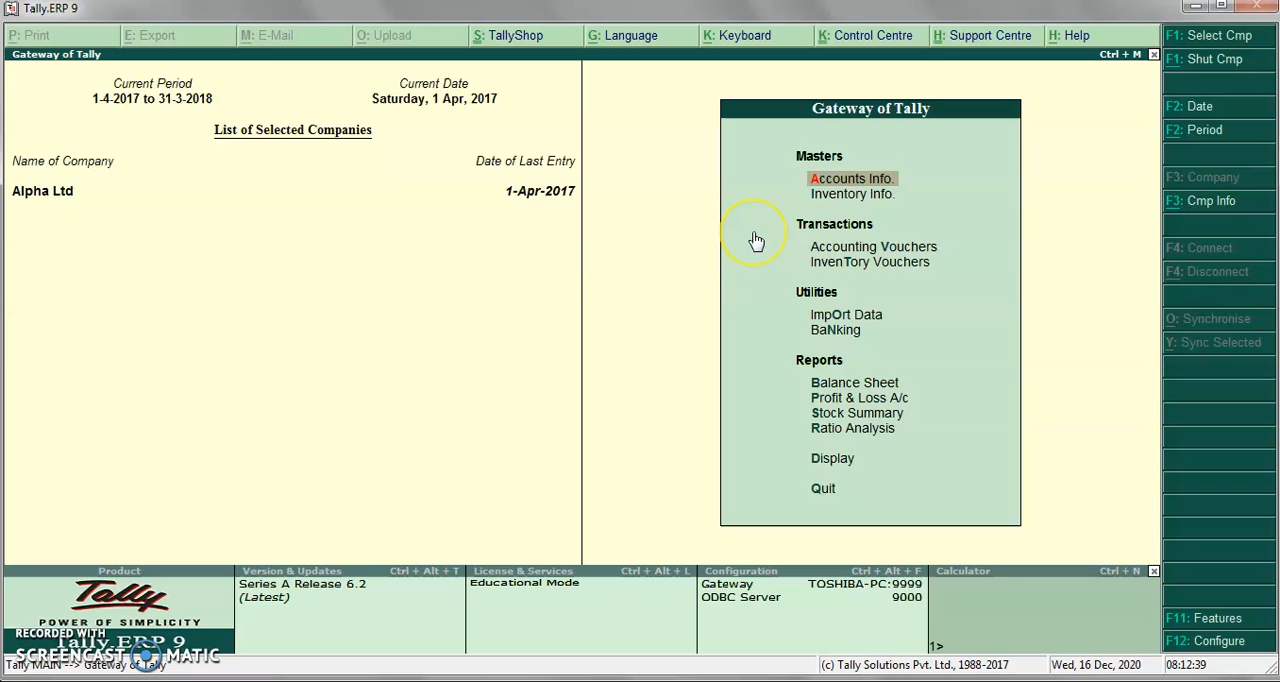 Tally.ERP 9
P: Print
E: Export
M: E-Mail
O: Upload
S: TallyShop
G: Language
K: Keyboard
K: Control Centre
H: Support Centre
H: Help
Gateway of Tally
Ctrl + M
Current Period
1-4-2017 to 31-3-2018
Current Date
Saturday, 1 Apr, 2017
List of Selected Companies
Name of Company
Date of Last Entry
Alpha Ltd
1-Apr-2017
Gateway of Tally
Masters
Accounts Info.
Inventory Info.
Transactions
Accounting Vouchers
InvenTory Vouchers
Utilities
ImpOrt Data
BaNking
Reports
Balance Sheet
Profit & Loss A/c
Stock Summary
Ratio Analysis
Display
Quit
F1: Select Cmp
F1: Shut Cmp
F2: Date
F2: Period
F3: Company
F3: Cmp Info
F4: Connect
F4: Disconnect
O: Synchronise
Y: Sync Selected
F11: Features
F12: Configure
Product
Tally
POWER OF SIMPLICITY
Tally.ERP 9
Version & Updates
Ctrl + Alt + T
Series A Release 6.2
(Latest)
License & Services
Ctrl + Alt + L
Educational Mode
Configuration
Ctrl + Alt + F
Gateway
TOSHIBA-PC:9999
ODBC Server
9000
Calculator
Ctrl + N
1>
RECORDED WITH
SCREENCAST MATIC
Tally MAIN --> Gateway of Tally
(c) Tally Solutions Pvt. Ltd., 1988-2017
Wed, 16 Dec, 2020
08:12:39